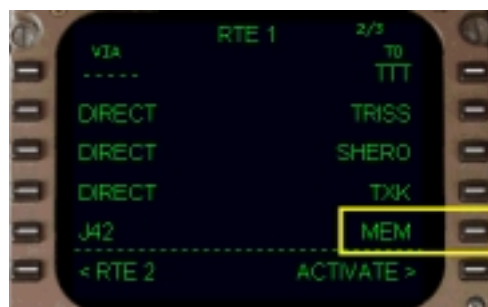 RTE 1 2/3
VIA TO
----- TTT
DIRECT TRISS
DIRECT SHERO
DIRECT TXK
J42 MEM
< RTE 2 ACTIVATE >